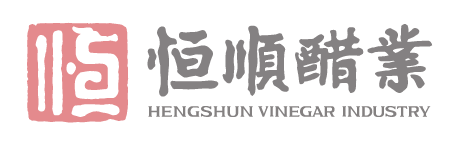 恒
恒順醋業
HENGSHUN VINEGAR INDUSTRY